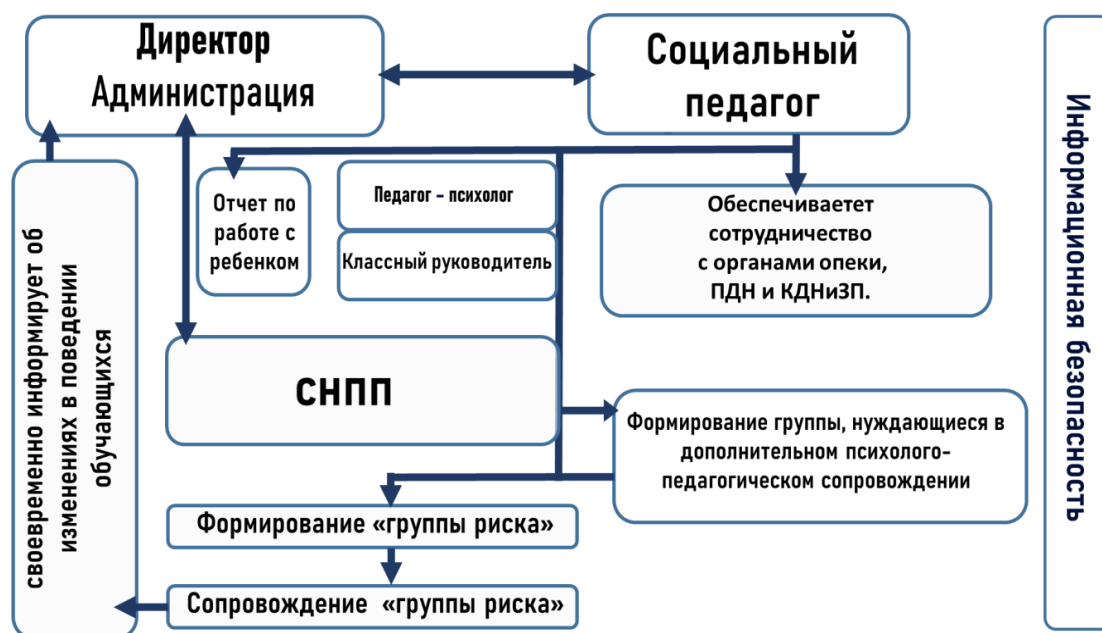 Директор
Администрация
Социальный
педагог
Отчет по
работе с
ребенком
Педагог – психолог
Классный руководитель
Обеспечиваетет
сотрудничество
с органами опеки,
ПДН и КДНиЗП.
СНПП
Формирование группы, нуждающиеся в
дополнительном психолого-
педагогическом сопровождении
Формирование «группы риска»
Сопровождение «группы риска»
своевременно информирует об
изменениях в поведении
обучающихся
Информационная безопасность